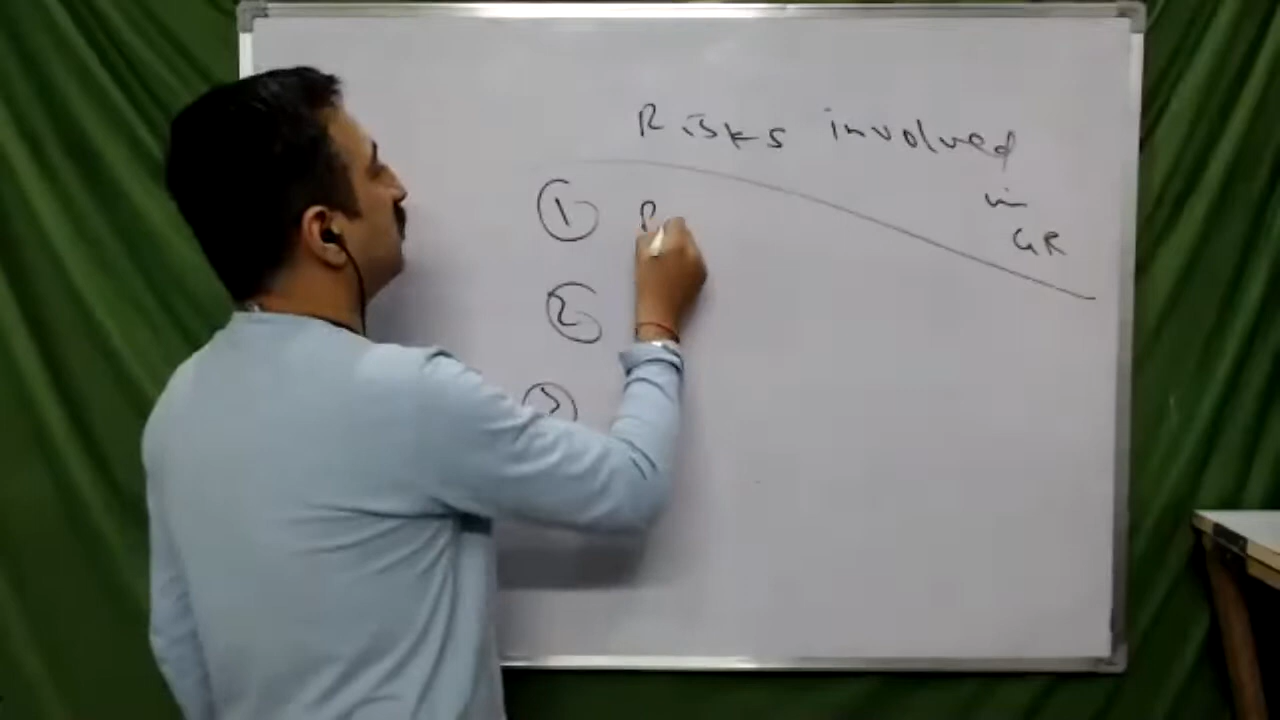 Risks involved
in
GR
① R
②
③